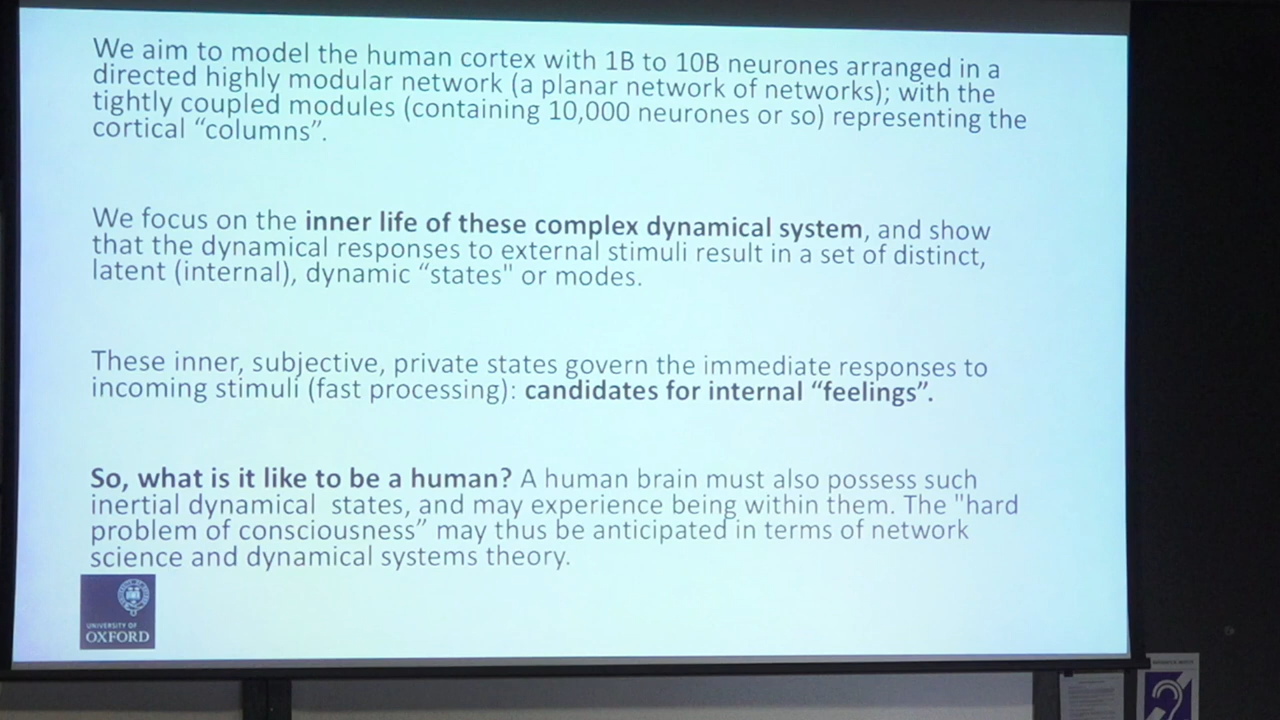 We aim to model the human cortex with 1B to 10B neurones arranged in a
directed highly modular network (a planar network of networks); with the
tightly coupled modules (containing 10,000 neurones or so) representing the
cortical “columns”.
We focus on the inner life of these complex dynamical system, and show
that the dynamical responses to external stimuli result in a set of distinct,
latent (internal), dynamic “states" or modes.
These inner, subjective, private states govern the immediate responses to
incoming stimuli (fast processing): candidates for internal “feelings”.
So, what is it like to be a human? A human brain must also possess such
inertial dynamical states, and may experience being within them. The "hard
problem of consciousness” may thus be anticipated in terms of network
science and dynamical systems theory.
UNIVERSITY OF
OXFORD